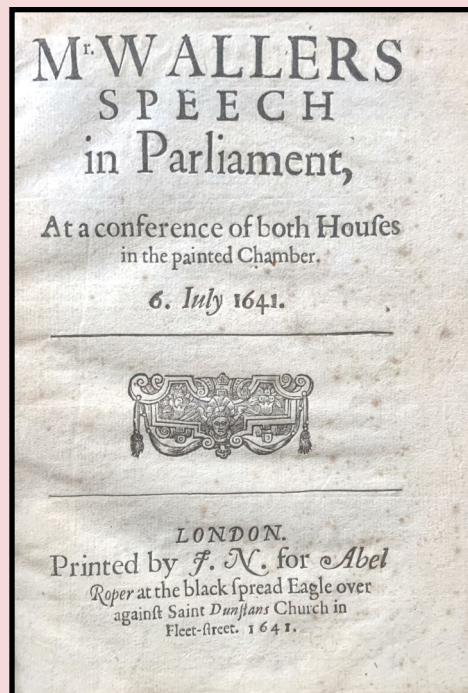 Mr. WALLERS
SPEECH
in Parliament,
At a conference of both Houſes
in the painted Chamber.
6. Iuly 1641.
LONDON.
Printed by J. N. for Abel
Roper at the black ſpread Eagle over
againſt Saint Dunſtans Church in
Fleet-ſtreet. 1641.